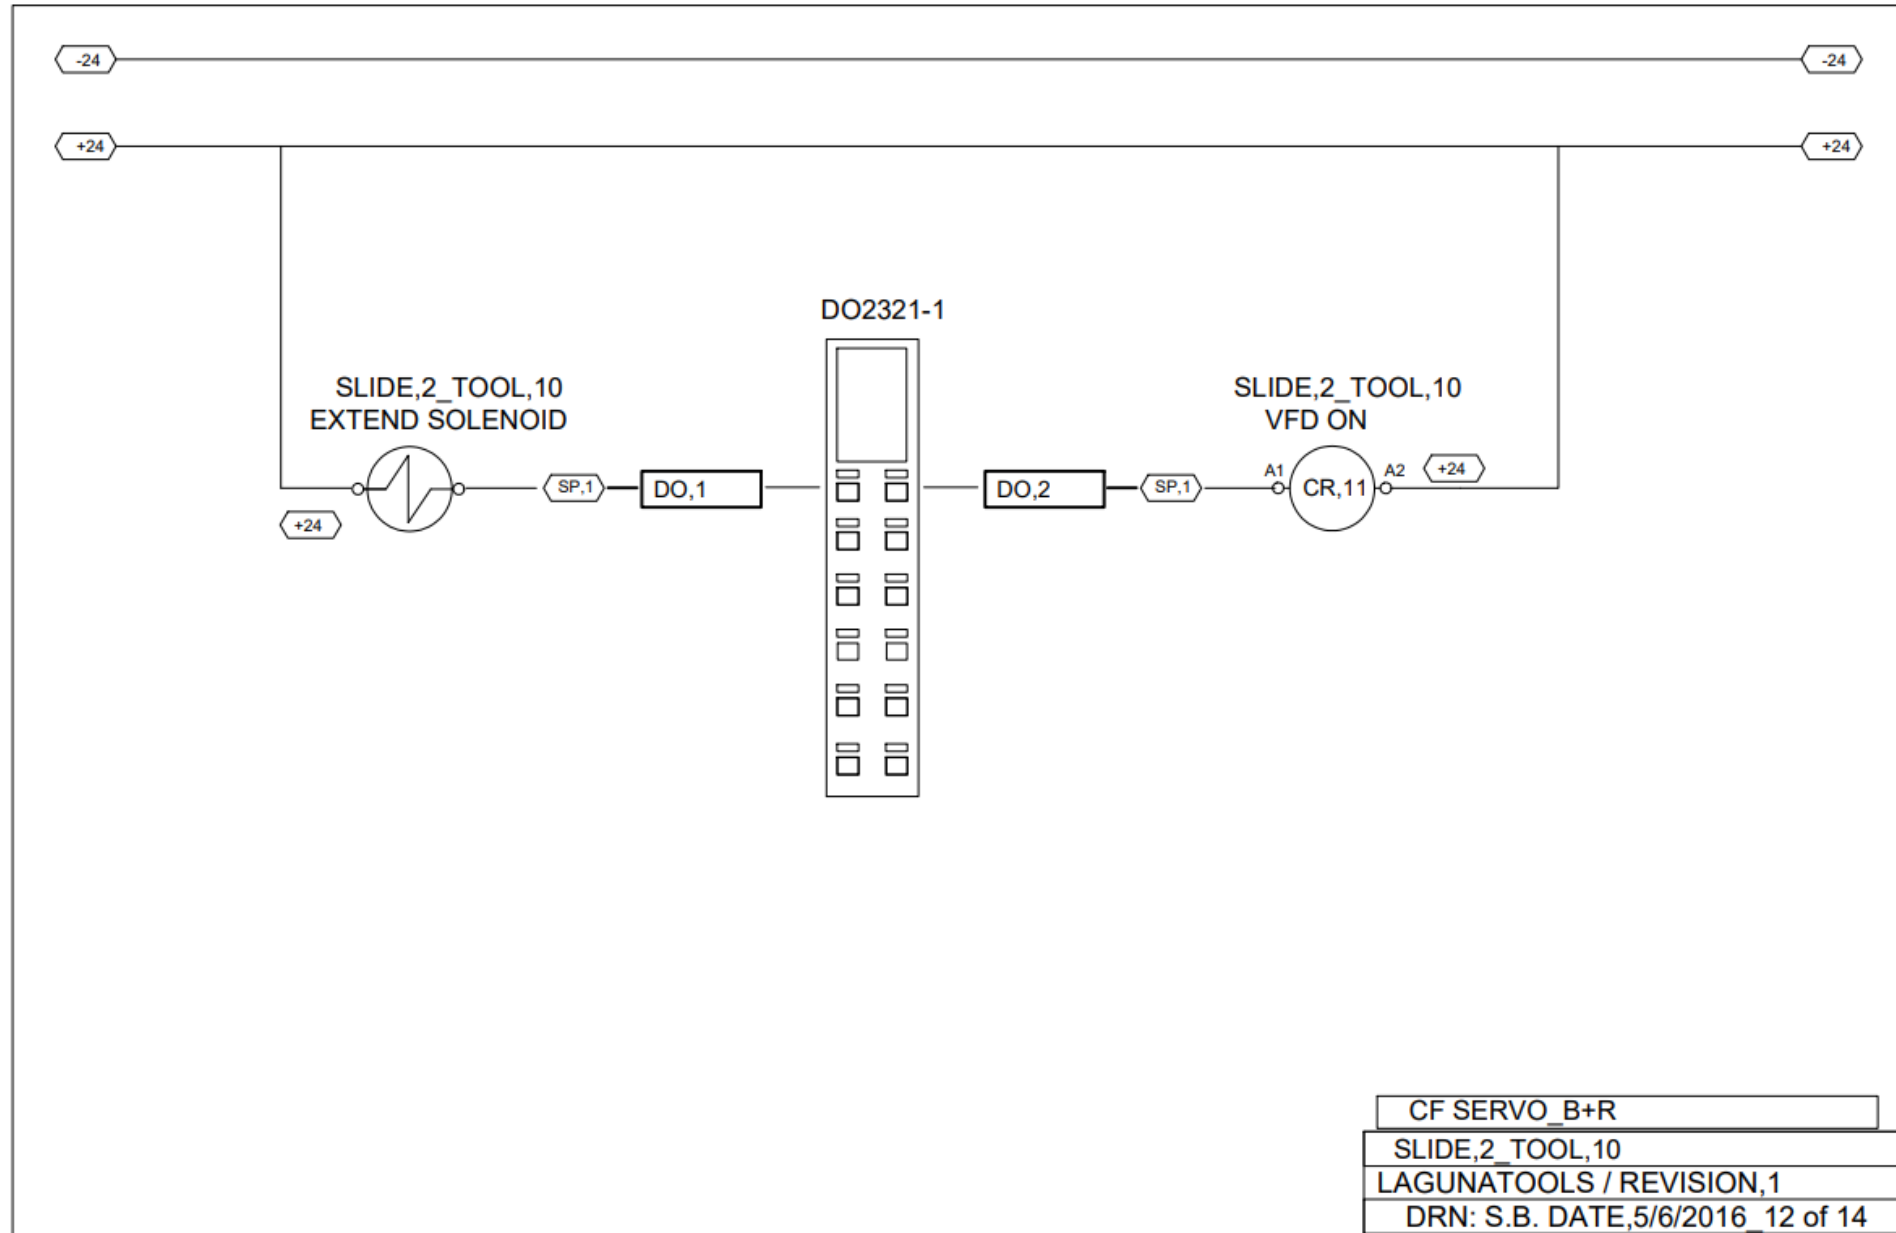 -24
-24
+24
+24
DO2321-1
SLIDE,2_TOOL,10
EXTEND SOLENOID
SLIDE,2_TOOL,10
VFD ON
+24
SP,1
DO,1
DO,2
SP,1
A1
CR,11
A2
+24
CF SERVO_B+R
SLIDE,2_TOOL,10
LAGUNATOOLS / REVISION,1
DRN: S.B. DATE,5/6/2016_12 of 14